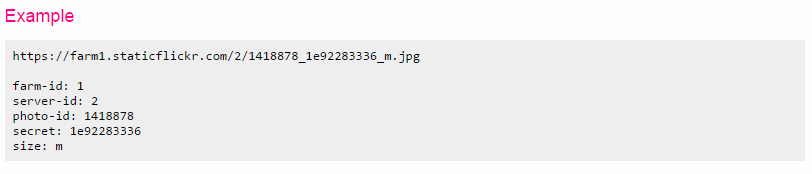 Example
https://farm1.staticflickr.com/2/1418878_1e92283336_m.jpg
farm-id: 1
server-id: 2
photo-id: 1418878
secret: 1e92283336
size: m